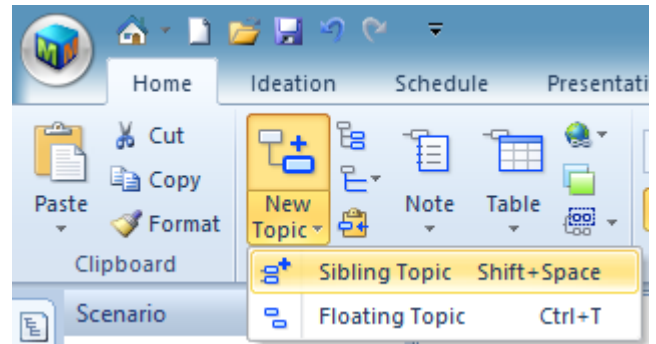 Home Ideation Schedule Presentati
Cut
Copy
Format
Paste
New
Topic
Note
Table
Clipboard
Sibling Topic Shift+Space
Floating Topic Ctrl+T
Scenario